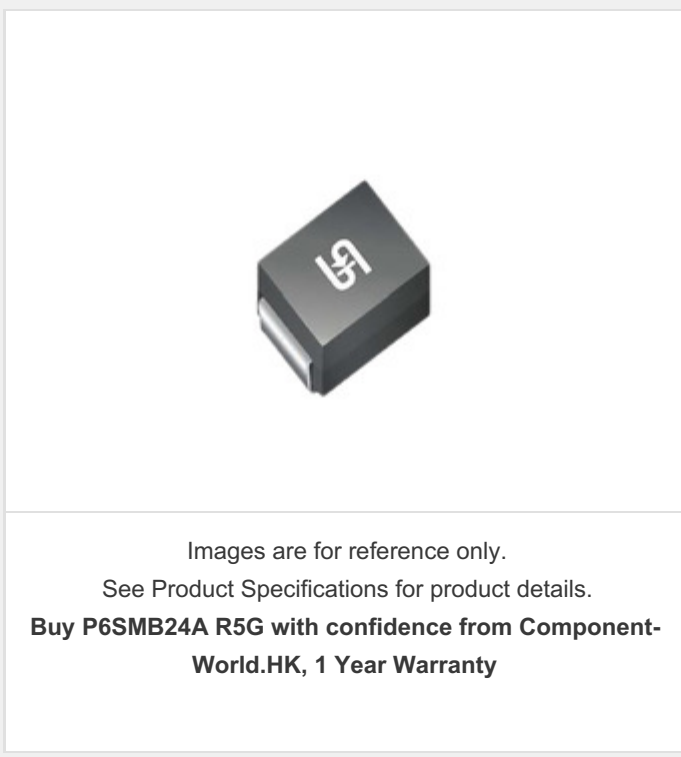 Images are for reference only.
See Product Specifications for product details.
Buy P6SMB24A R5G with confidence from Component-
World.HK, 1 Year Warranty